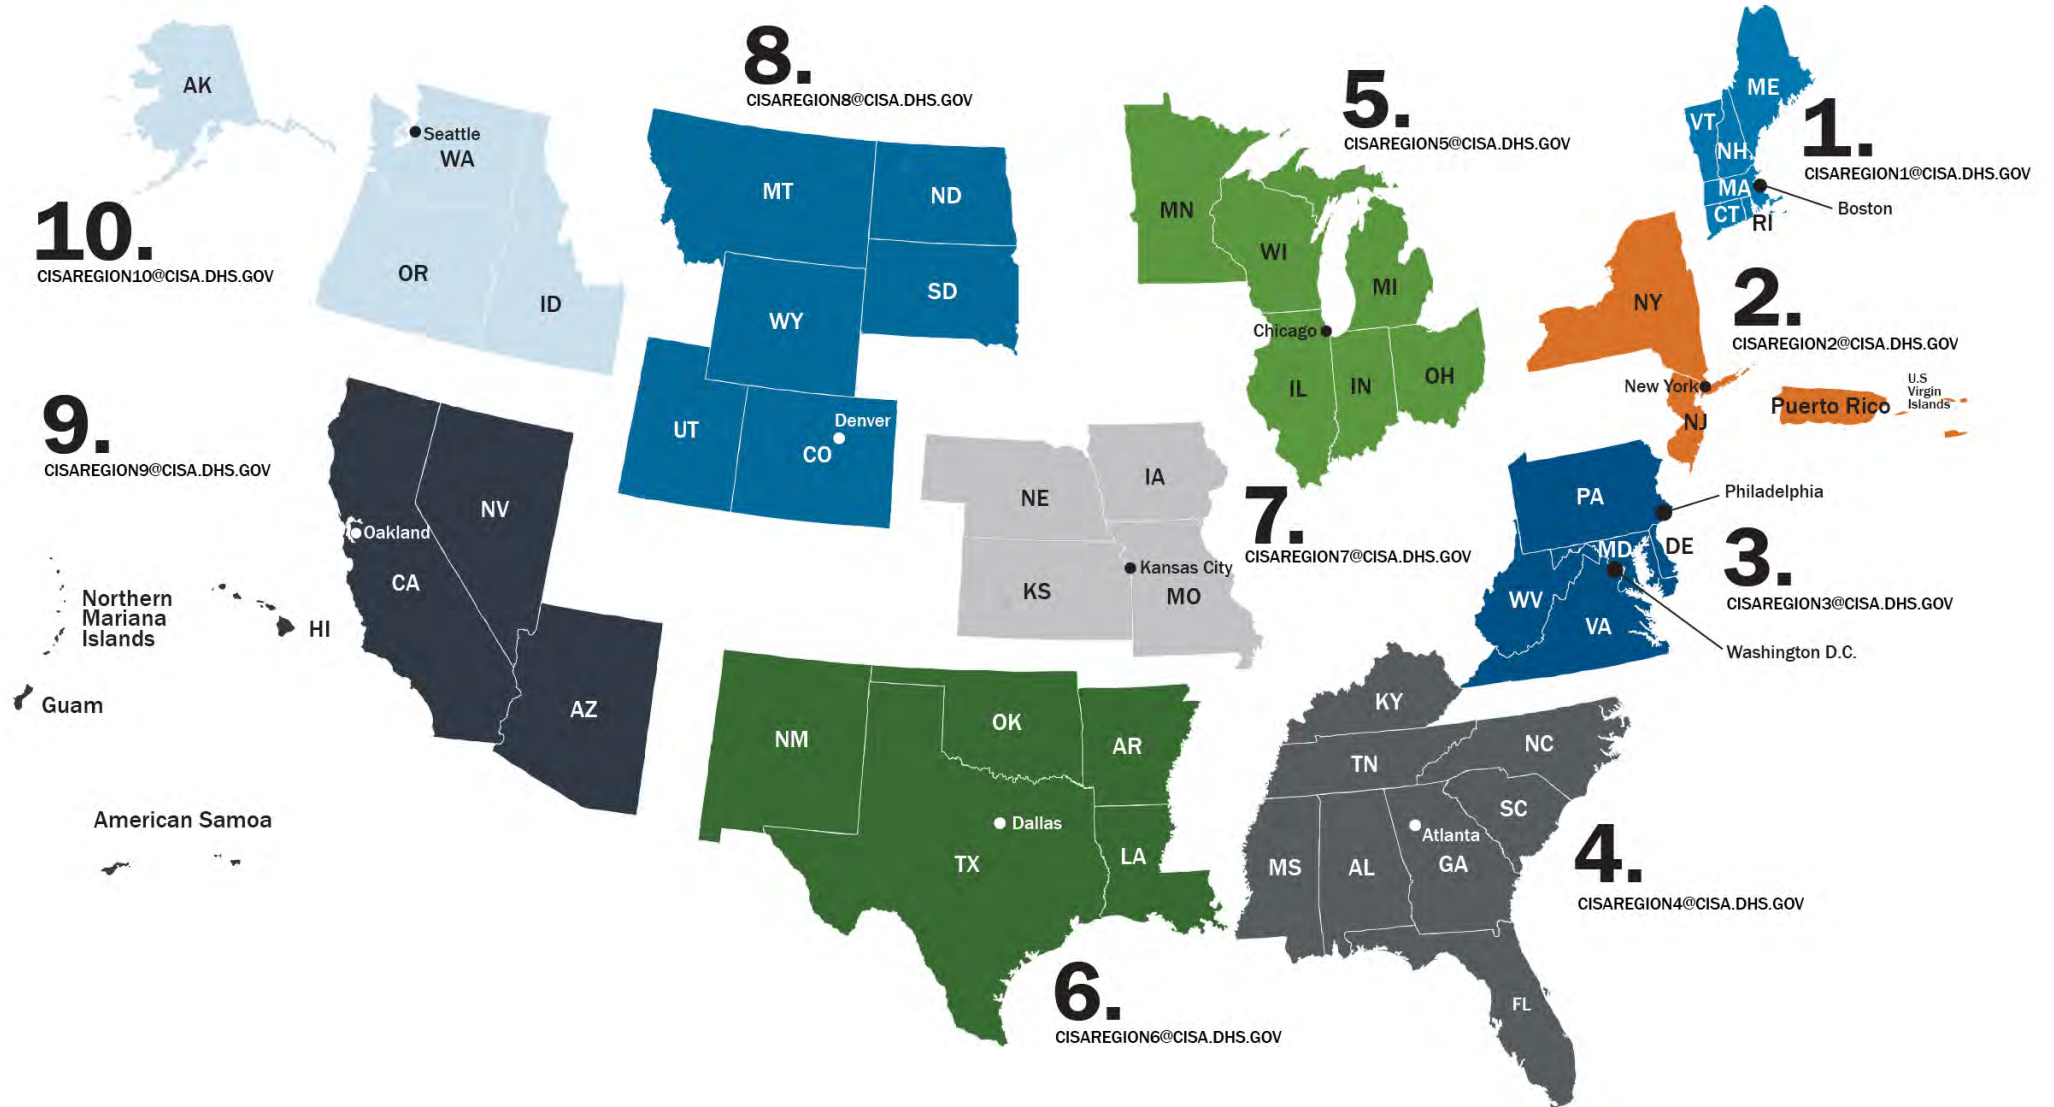 AK
Seattle
WA
OR
ID
10.
CISAREGION10@CISA.DHS.GOV
8.
CISAREGION8@CISA.DHS.GOV
MT
ND
SD
WY
UT
Denver
CO
5.
CISAREGION5@CISA.DHS.GOV
MN
WI
MI
Chicago
IL
IN
OH
ME
VT
NH
MA
CT
RI
Boston
1.
CISAREGION1@CISA.DHS.GOV
NY
2.
CISAREGION2@CISA.DHS.GOV
New York
NJ
Puerto Rico
U.S
Virgin
Islands
9.
CISAREGION9@CISA.DHS.GOV
NV
Oakland
CA
AZ
Northern
Mariana
Islands
HI
Guam
American Samoa
NE
IA
KS
Kansas City
MO
7.
CISAREGION7@CISA.DHS.GOV
PA
Philadelphia
MD
DE
WV
VA
Washington D.C.
3.
CISAREGION3@CISA.DHS.GOV
NM
OK
AR
Dallas
TX
LA
6.
CISAREGION6@CISA.DHS.GOV
KY
TN
NC
SC
MS
AL
Atlanta
GA
FL
4.
CISAREGION4@CISA.DHS.GOV